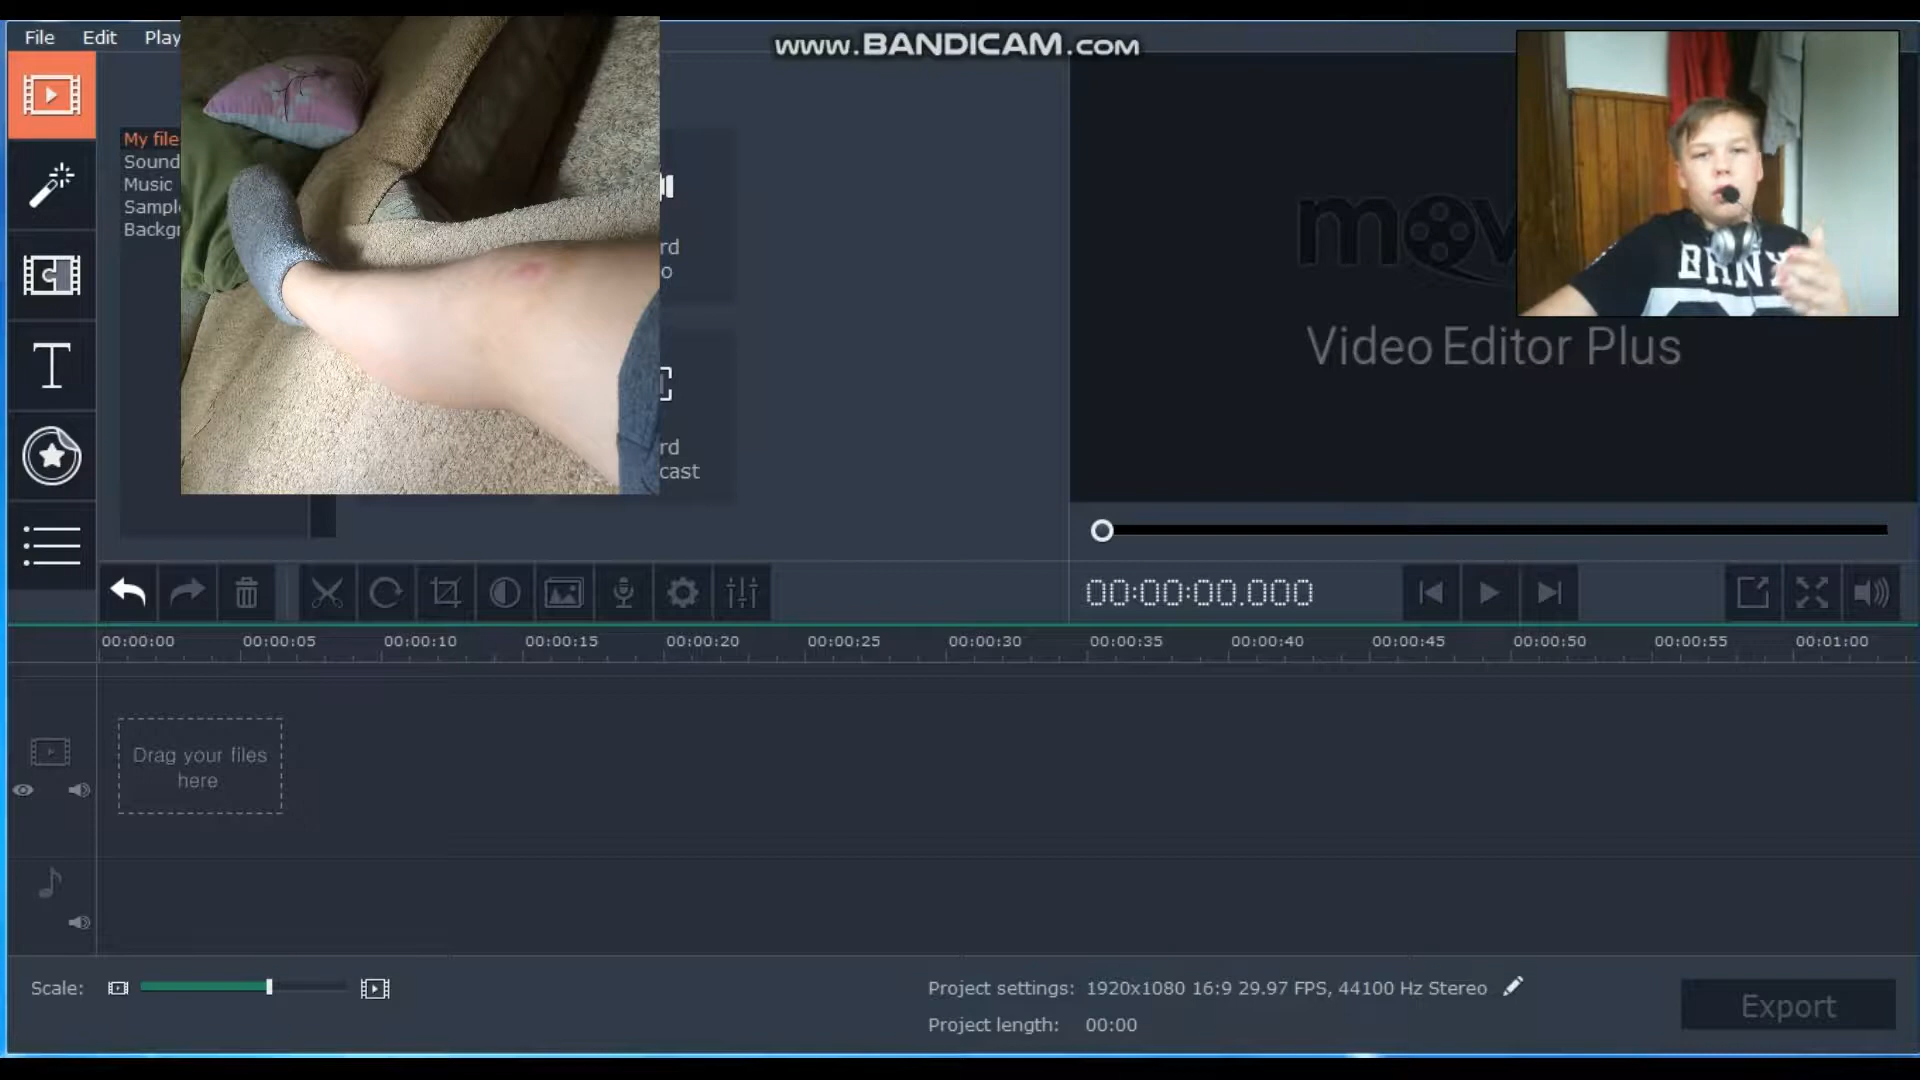 File Edit Play
www.BANDICAM.com
My file
Sound
Music
Sampl
Backgr
rd
o
rd
cast
mov
Video Editor Plus
BRNX
00:00:00.000
00:00:00 00:00:05 00:00:10 00:00:15 00:00:20 00:00:25 00:00:30 00:00:35 00:00:40 00:00:45 00:00:50 00:00:55 00:01:00
Drag your files
here
Scale:
Project settings: 1920x1080 16:9 29.97 FPS, 44100 Hz Stereo
Project length: 00:00
Export